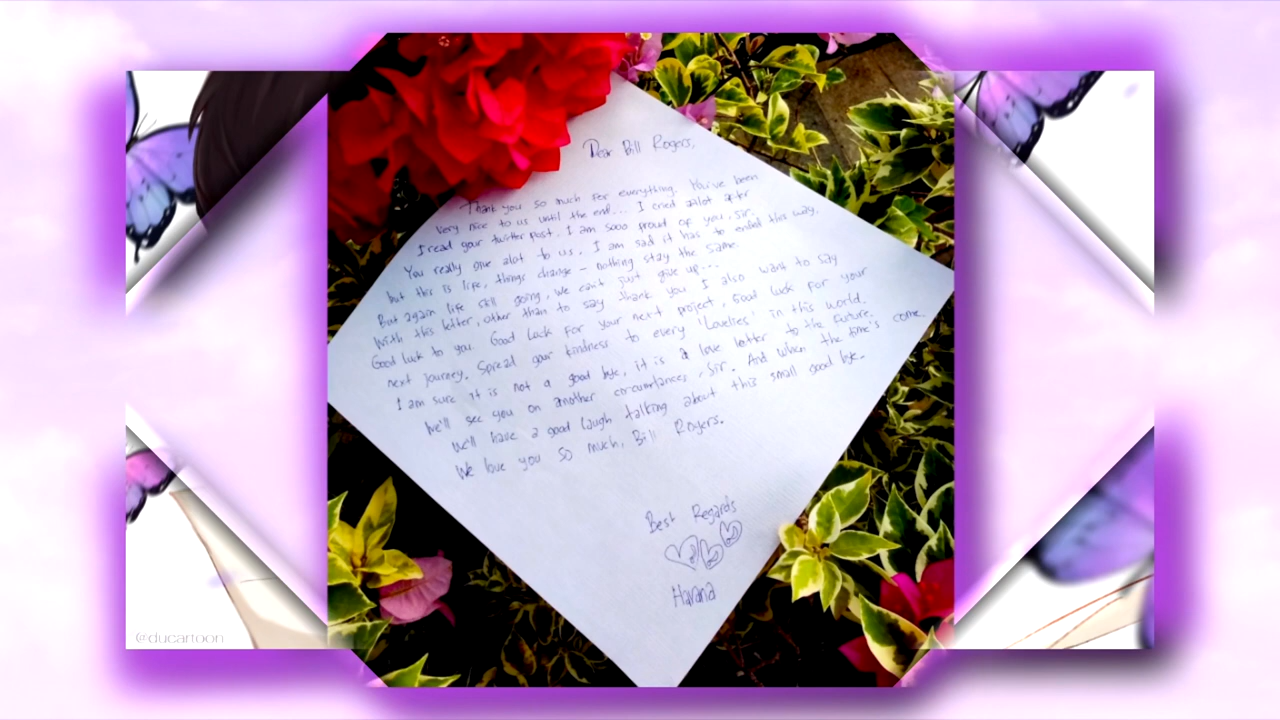 Dear Bill Rogers,
Thank you so much for everything. You've been
very nice to us until the end... I cried alot after
I read your twitter post. I am sooo proud of you, sir.
You really give alot to us. I am sad it has to ended this way,
but this is life, things change - nothing stay the same.
But again life still going, we can't just give up...
With this letter, other than to say thank you I also want to say
Good luck to you. Good luck for your next project, Good luck for your
next journey. Spread your kindness to every 'Lovelies' in this world.
I am sure it is not a good bye, it is a love letter to the future.
We'll see you on another circumstances, Sir. And when the time's come..
We'll have a good laugh talking about this small good bye.
We love you so much, Bill Rogers.
Best Regards
Havana
@ducartoon